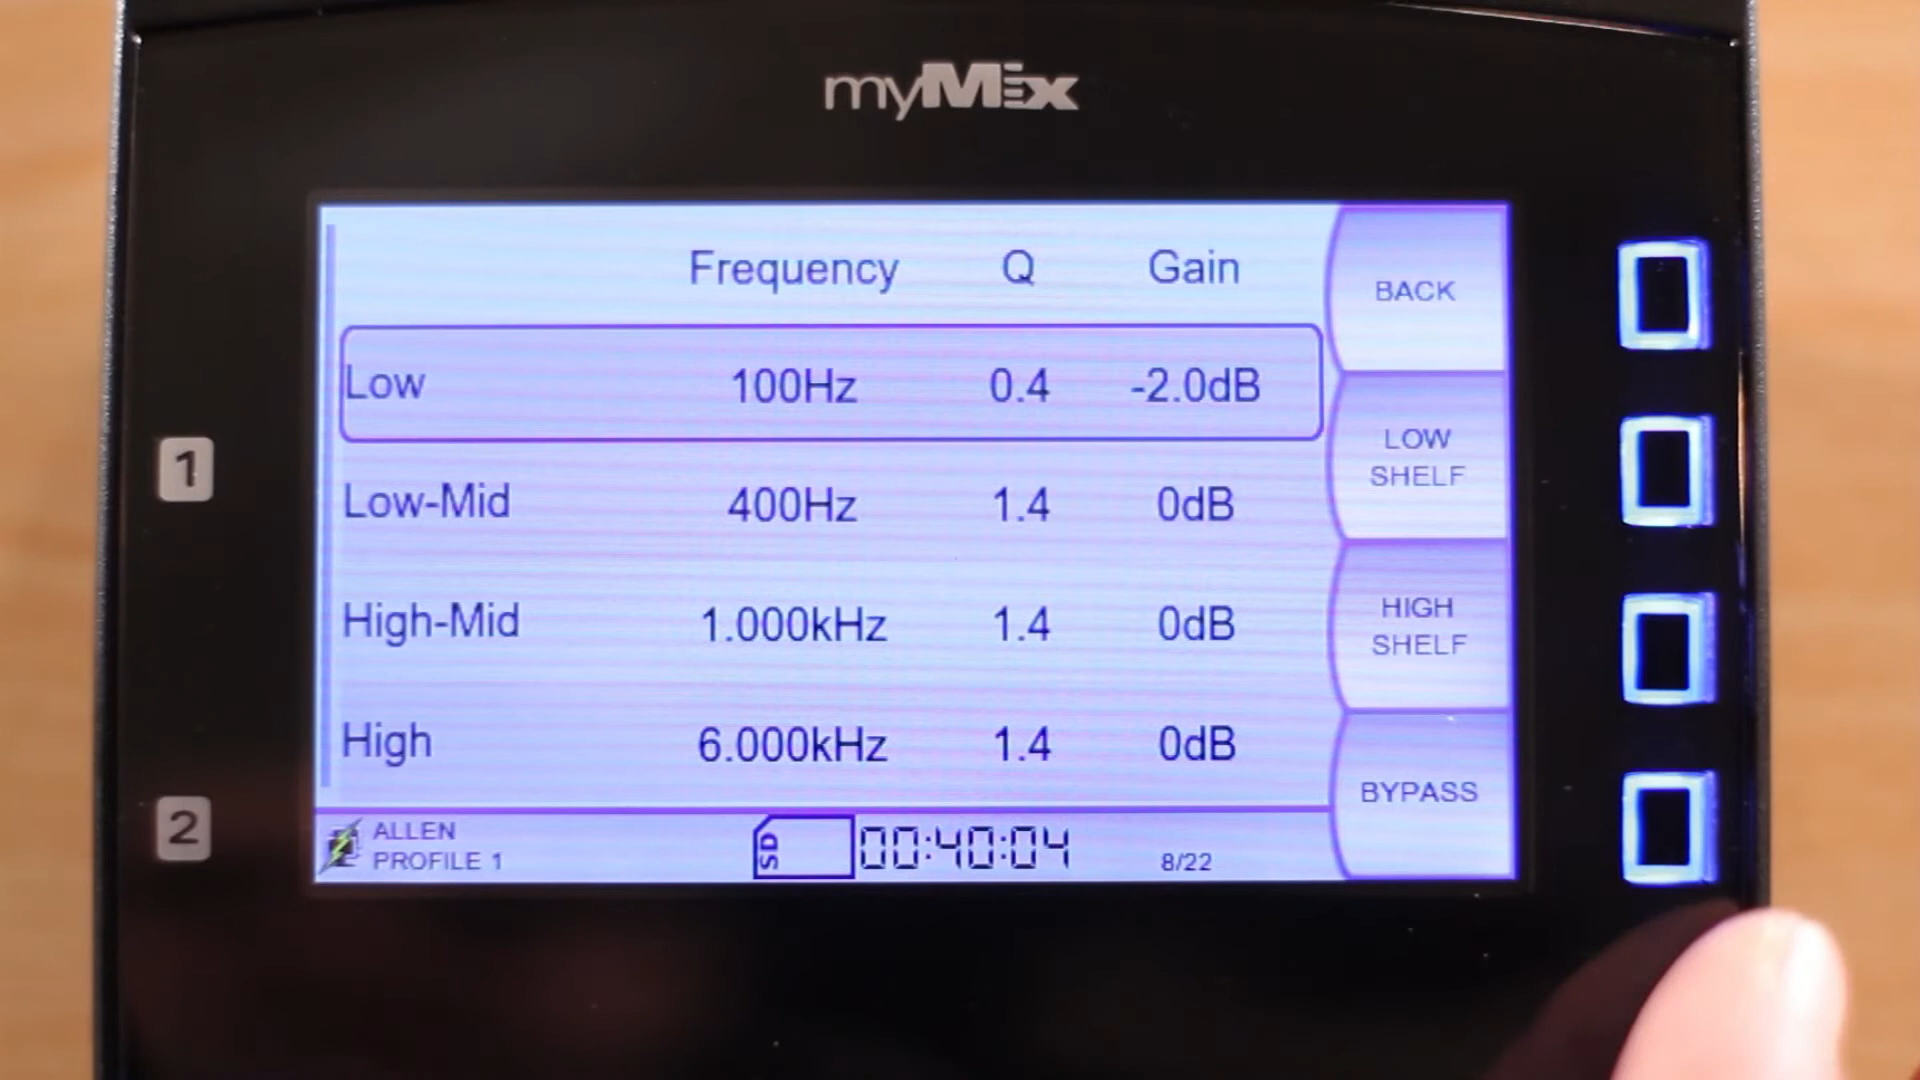 myMix
Frequency Q Gain
Low 100Hz 0.4 -2.0dB
Low-Mid 400Hz 1.4 0dB
High-Mid 1.000kHz 1.4 0dB
High 6.000kHz 1.4 0dB
BACK
LOW
SHELF
HIGH
SHELF
BYPASS
1
2
ALLEN
PROFILE 1
SD
00:40:04
8/22